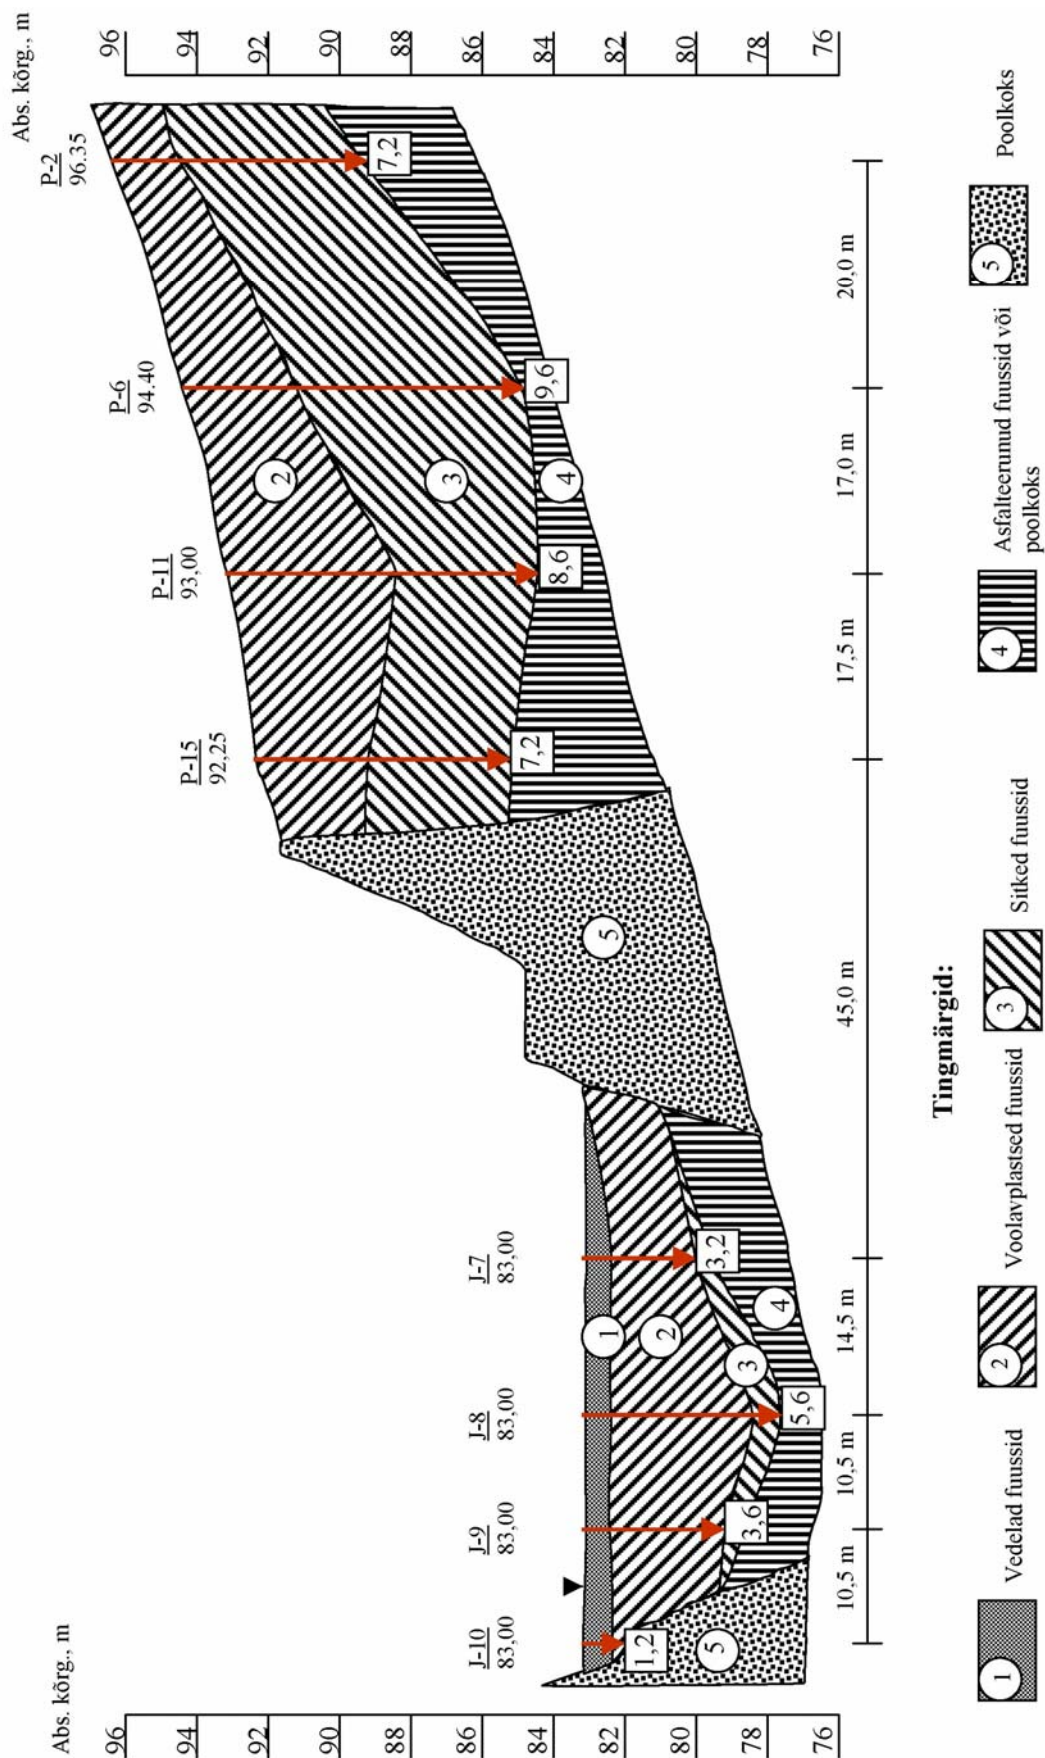 Abs. kõrg., m
Abs. kõrg., m
96
94
92
90
88
86
84
82
80
78
76
96
94
92
90
88
86
84
82
80
78
76
J-10
83,00
J-9
83,00
J-8
83,00
J-7
83,00
P-15
92,25
P-11
93,00
P-6
94.40
P-2
96.35
1
2
3
4
5
5
2
3
4
1,2
3,6
5,6
3,2
7,2
8,6
9,6
7,2
10,5 m
10,5 m
14,5 m
45,0 m
17,5 m
17,0 m
20,0 m
Tingmärgid:
1
Vedelad fuussid
2
Voolavplastsed fuussid
3
Sitked fuussid
4
Asfalteerunud fuussid või
poolkoks
5
Poolkoks